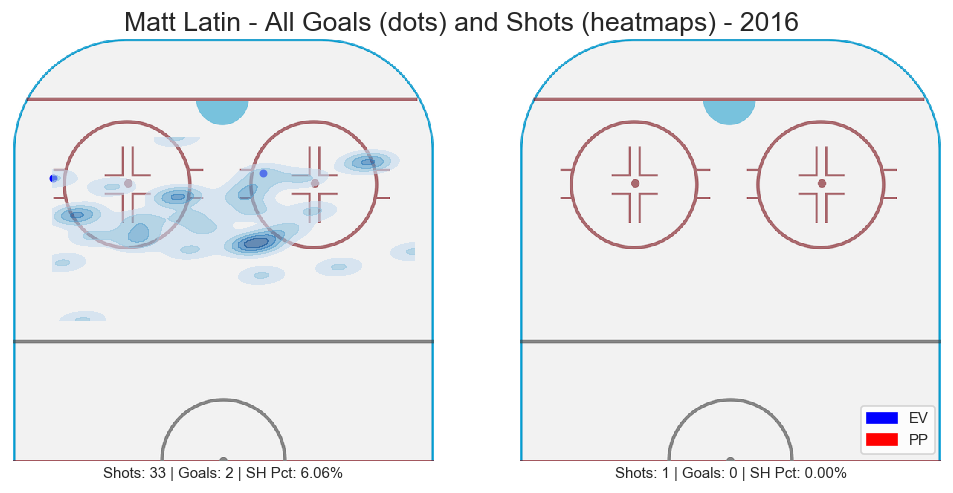 Matt Latin - All Goals (dots) and Shots (heatmaps) - 2016
EV
PP
Shots: 33 | Goals: 2 | SH Pct: 6.06%
Shots: 1 | Goals: 0 | SH Pct: 0.00%